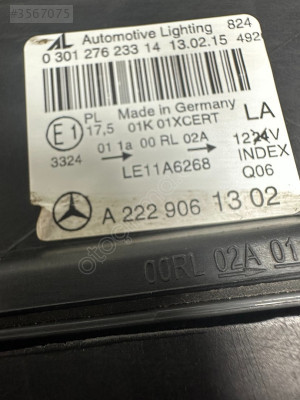 #3567075
AL Automotive Lighting 824
0 301 276 233 14 13.02.15 492
PL Made in Germany
E1 17,5 01K 01XCERT LA
3324 01 1a 00 RL 02A 12V
LE11A6268 INDEX
Q06
A 222 906 13 02
00RL 02A 01